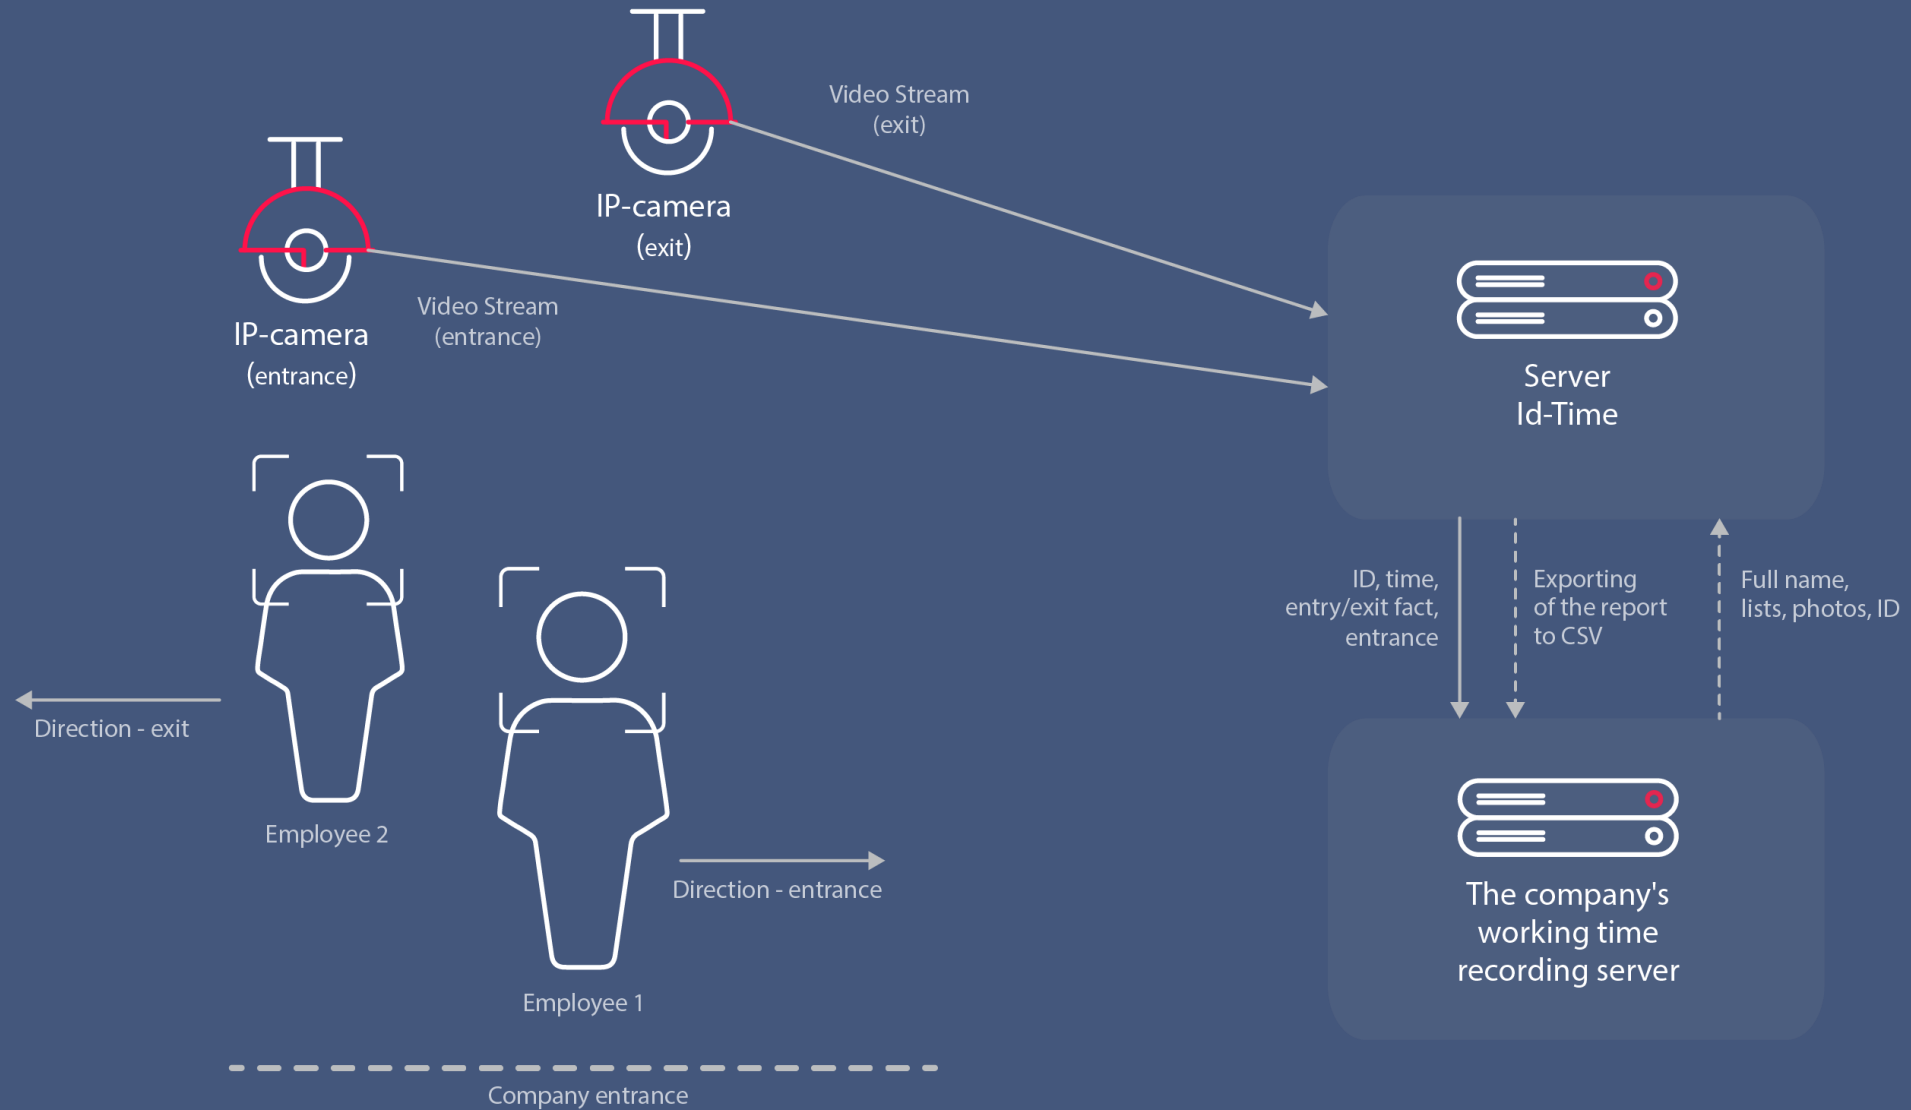 Video Stream
(exit)
IP-camera
(exit)
Video Stream
(entrance)
IP-camera
(entrance)
Server
Id-Time
ID, time,
entry/exit fact,
entrance
Exporting
of the report
to CSV
Full name,
lists, photos, ID
Direction - exit
Employee 2
Direction - entrance
Employee 1
The company's
working time
recording server
Company entrance